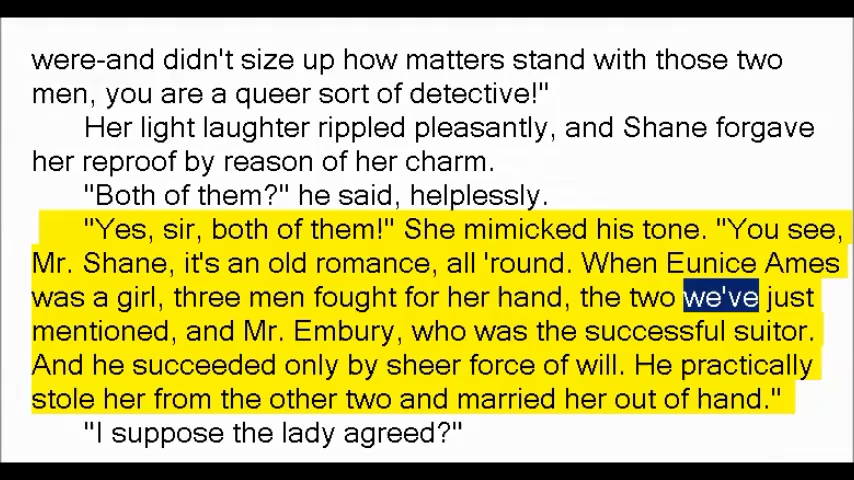 were-and didn't size up how matters stand with those two
men, you are a queer sort of detective!"
Her light laughter rippled pleasantly, and Shane forgave
her reproof by reason of her charm.
"Both of them?" he said, helplessly.
"Yes, sir, both of them!" She mimicked his tone. "You see,
Mr. Shane, it's an old romance, all 'round. When Eunice Ames
was a girl, three men fought for her hand, the two we've just
mentioned, and Mr. Embury, who was the successful suitor.
And he succeeded only by sheer force of will. He practically
stole her from the other two and married her out of hand."
"I suppose the lady agreed?"